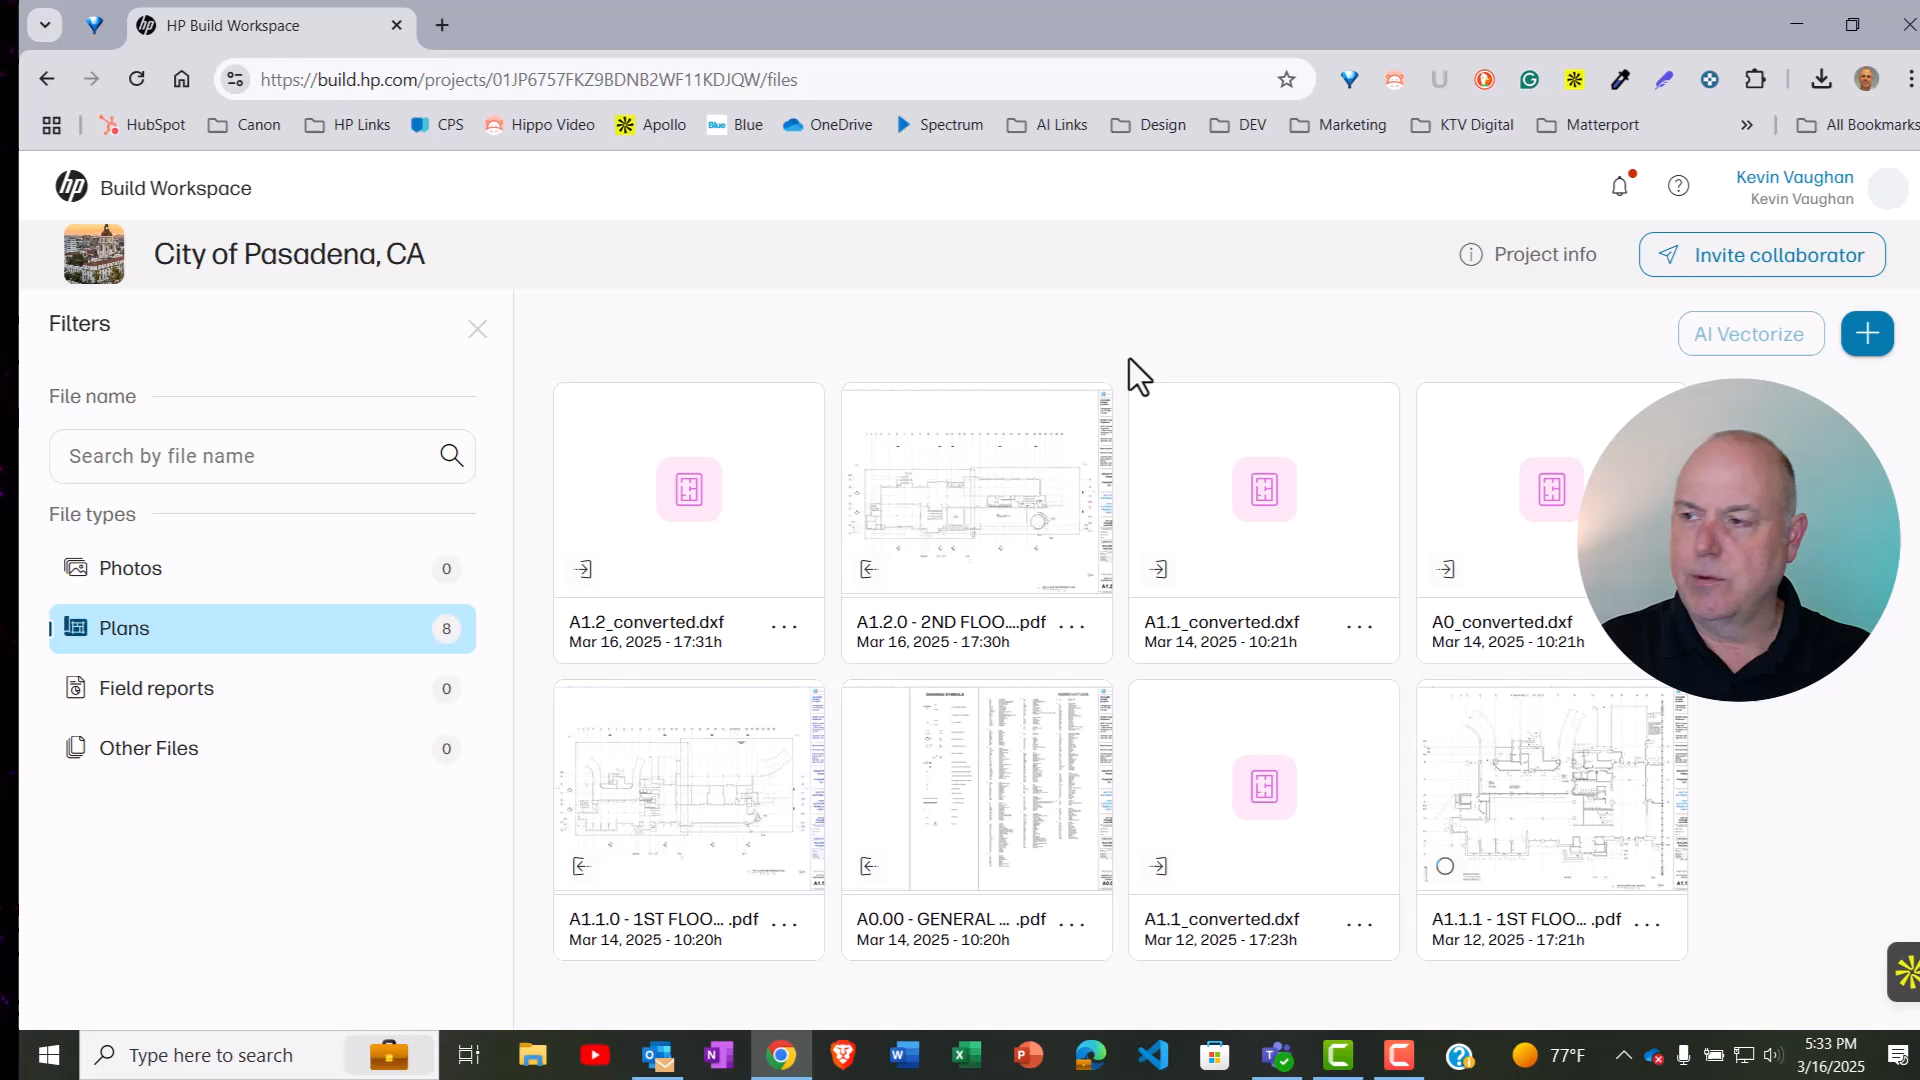 HP Build Workspace
https://build.hp.com/projects/01JP6757FKZ9BDNB2WF11KDJQW/files
HubSpot Canon HP Links CPS Hippo Video Apollo Blue Blue OneDrive Spectrum AI Links Design DEV Marketing KTV Digital Matterport » All Bookmarks
hp Build Workspace
Kevin Vaughan
Kevin Vaughan
City of Pasadena, CA
Project info
Invite collaborator
Filters
AI Vectorize
File name
Search by file name
File types
Photos 0
Plans 8
Field reports 0
Other Files 0
A1.2_converted.dxf ...
Mar 16, 2025 - 17:31h
A1.2.0 - 2ND FLOO....pdf ...
Mar 16, 2025 - 17:30h
A1.1_converted.dxf ...
Mar 14, 2025 - 10:21h
A0_converted.dxf
Mar 14, 2025 - 10:21h
DRAWING SYMBOLS
ABBREVIATIONS
A1.1.0 - 1ST FLOO... .pdf ...
Mar 14, 2025 - 10:20h
A0.00 - GENERAL ... .pdf ...
Mar 14, 2025 - 10:20h
A1.1_converted.dxf ...
Mar 12, 2025 - 17:23h
A1.1.1 - 1ST FLOO... .pdf ...
Mar 12, 2025 - 17:21h
Type here to search
77°F
5:33 PM
3/16/2025